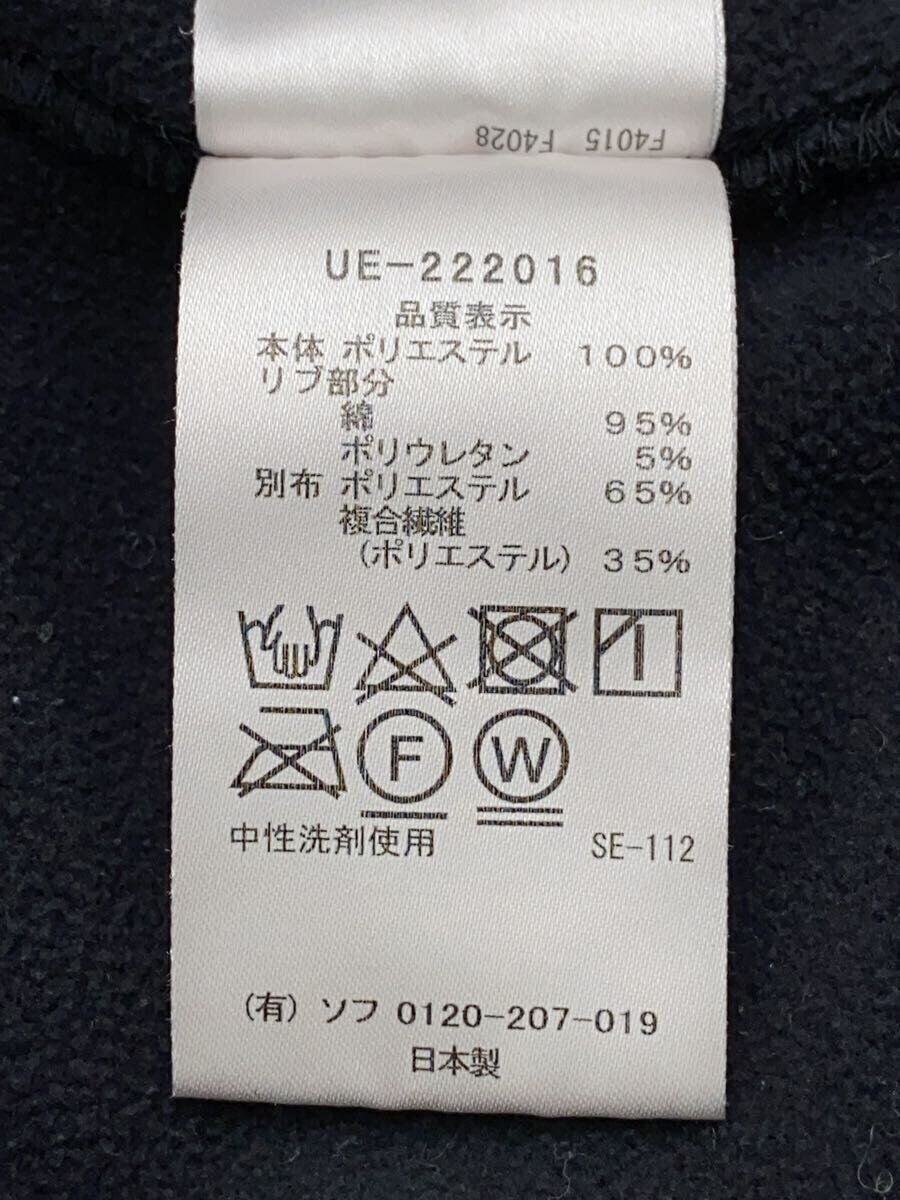 F4015 F4028
UE-222016
品質表示
本体 ポリエステル 100%
リブ部分
綿 95%
ポリウレタン 5%
別布 ポリエステル 65%
複合繊維
(ポリエステル) 35%
F W
中性洗剤使用 SE-112
(有) ソフ 0120-207-019
日本製